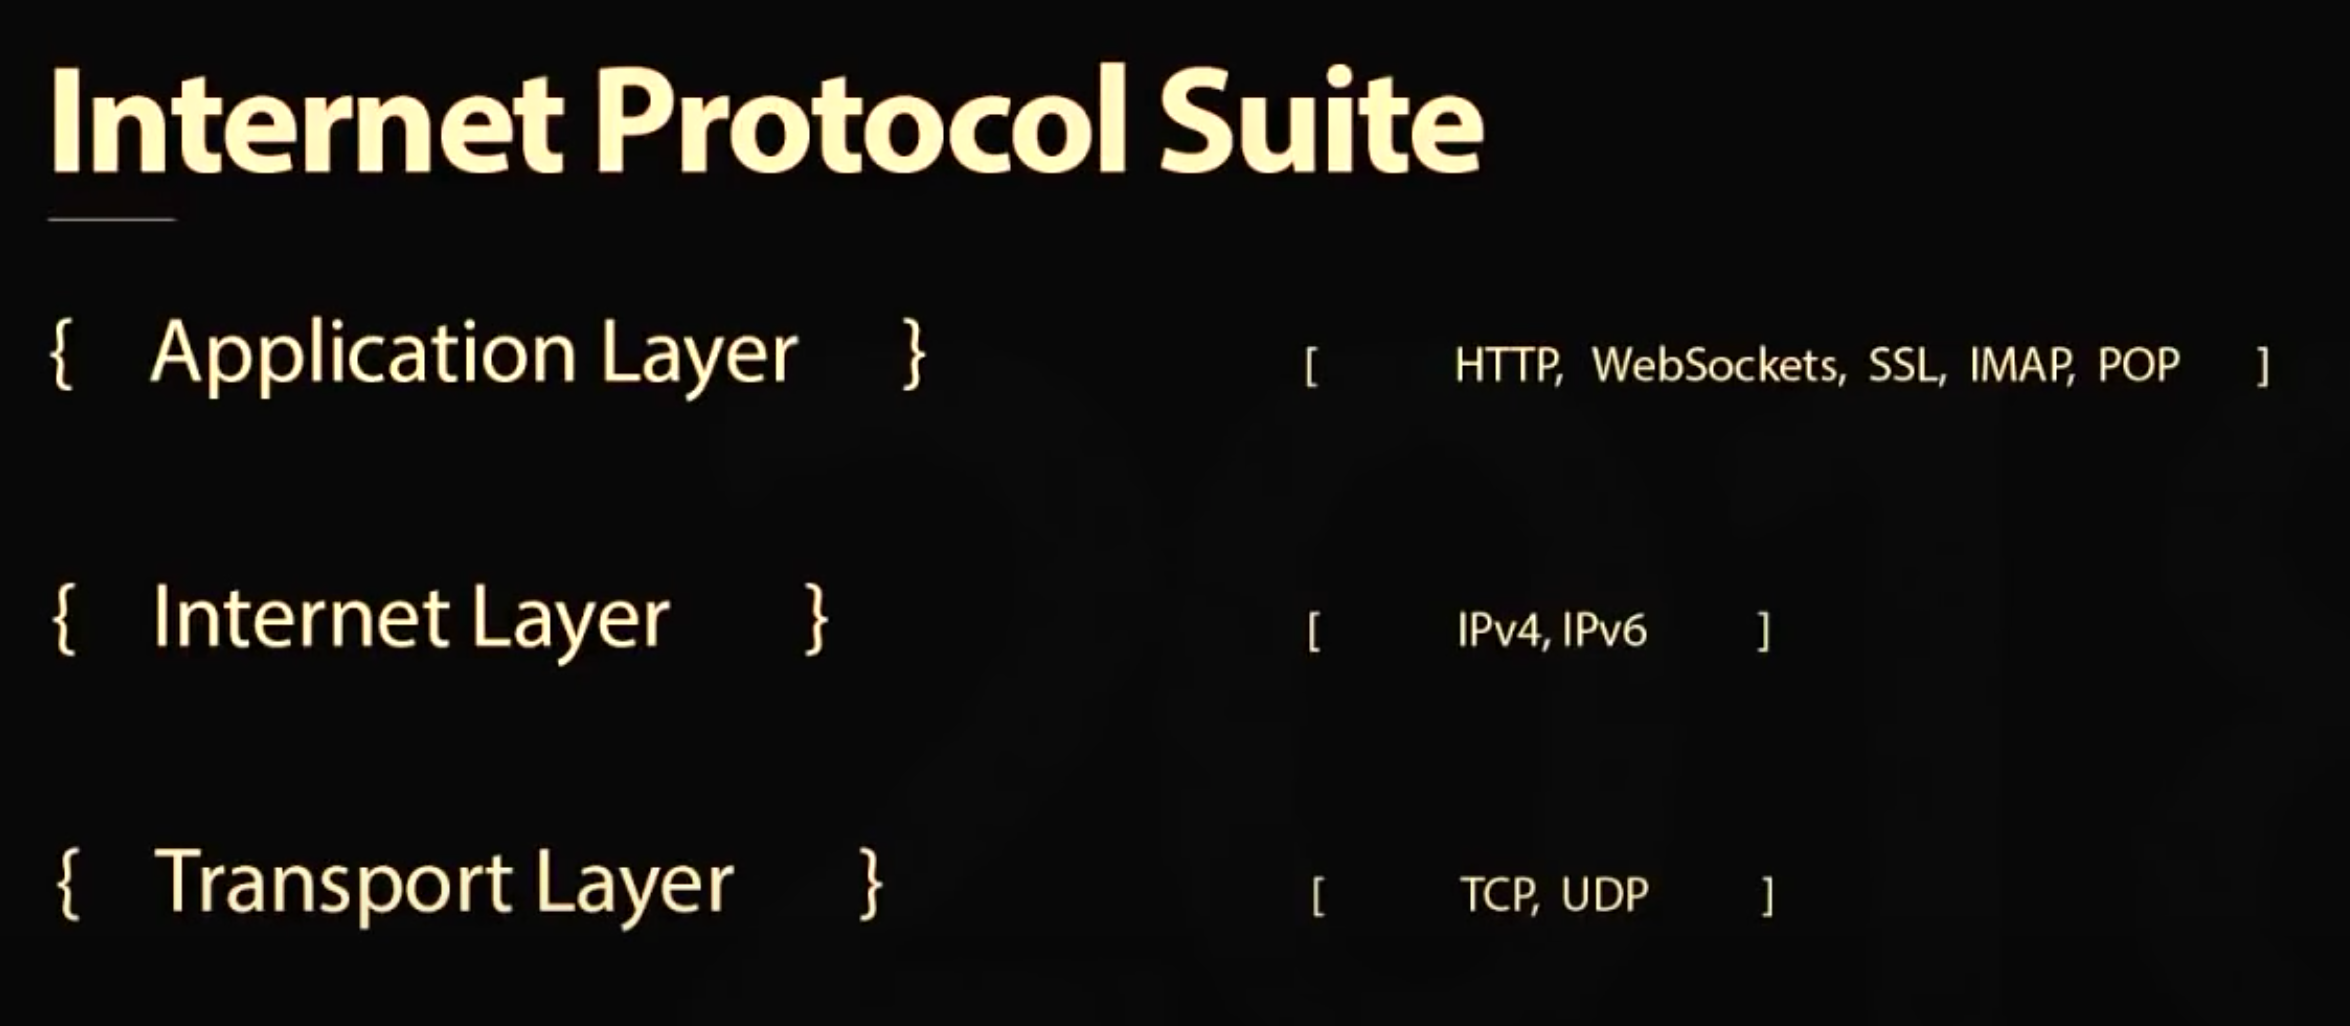 Internet Protocol Suite
{ Application Layer } [ HTTP, WebSockets, SSL, IMAP, POP ]
{ Internet Layer } [ IPv4, IPv6 ]
{ Transport Layer } [ TCP, UDP ]